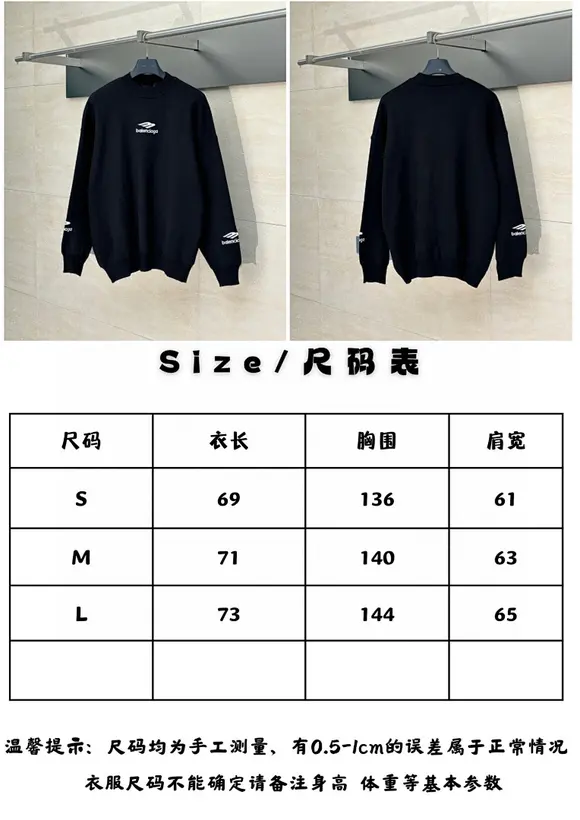 balenciaga
balenciaga
Size/尺码表
尺码 衣长 胸围 肩宽
S 69 136 61
M 71 140 63
L 73 144 65
温馨提示：尺码均为手工测量、有0.5-1cm的误差属于正常情况
衣服尺码不能确定请备注身高 体重等基本参数